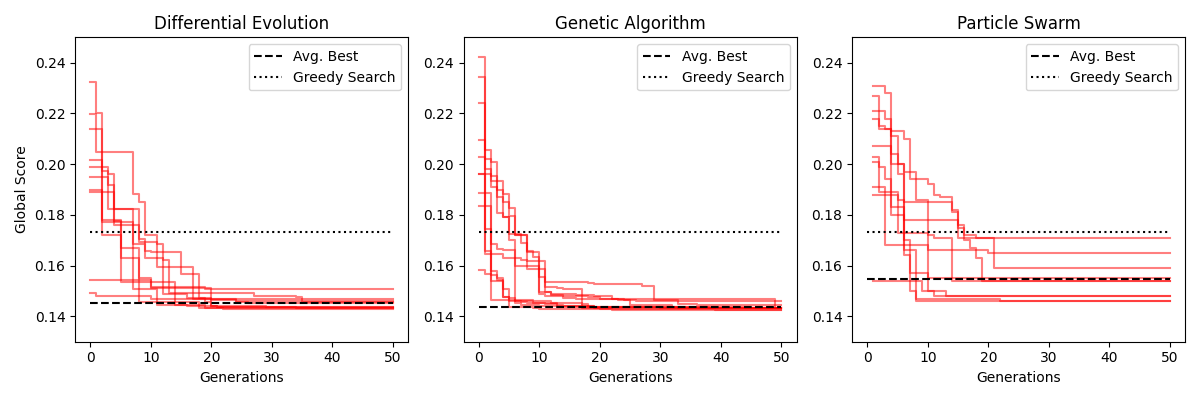 Differential Evolution
Genetic Algorithm
Particle Swarm
Global Score
0.24
0.22
0.20
0.18
0.16
0.14
Avg. Best
Greedy Search
0 10 20 30 40 50
Generations
0.24
0.22
0.20
0.18
0.16
0.14
Avg. Best
Greedy Search
0 10 20 30 40 50
Generations
0.24
0.22
0.20
0.18
0.16
0.14
Avg. Best
Greedy Search
0 10 20 30 40 50
Generations